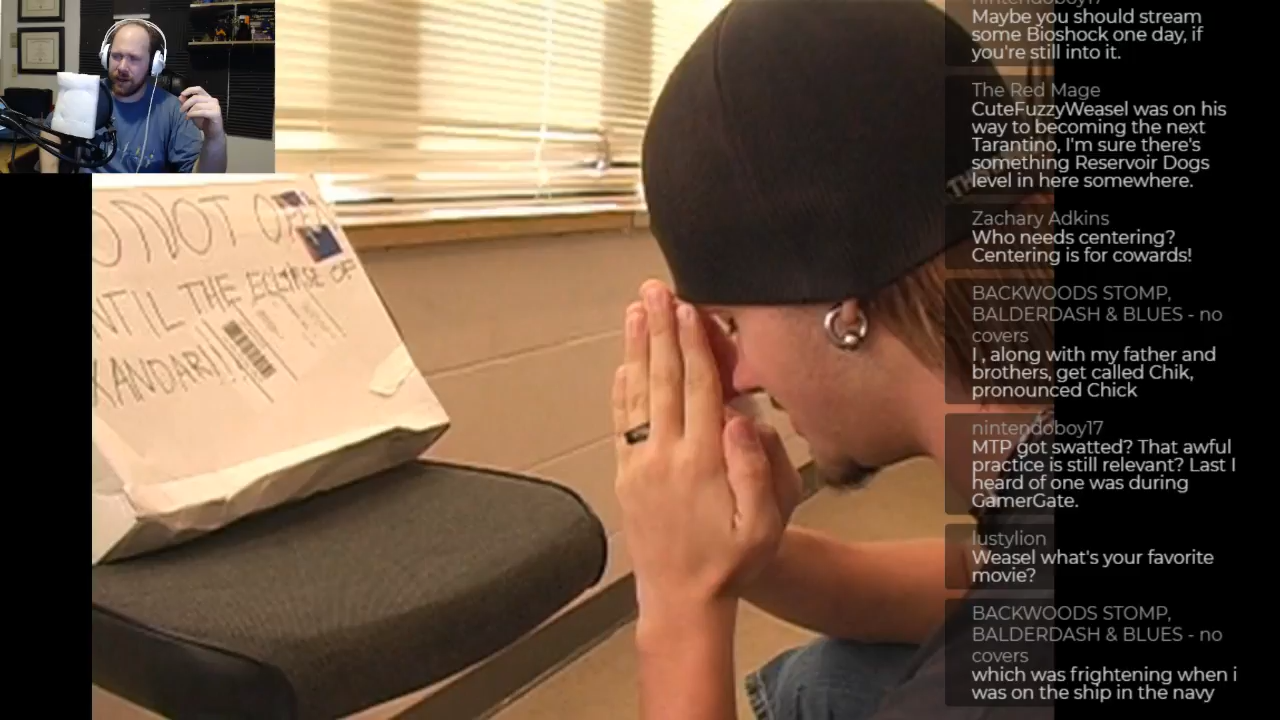 nintendoboy17
Maybe you should stream
some Bioshock one day, if
you're still into it.
The Red Mage
CuteFuzzyWeasel was on his
way to becoming the next
Tarantino, I'm sure there's
something Reservoir Dogs
level in here somewhere.
Zachary Adkins
Who needs centering?
Centering is for cowards!
BACKWOODS STOMP,
BALDERDASH & BLUES - no
covers
I , along with my father and
brothers, get called Chik,
pronounced Chick
nintendoboy17
MTP got swatted? That awful
practice is still relevant? Last I
heard of one was during
GamerGate.
lustylion
Weasel what's your favorite
movie?
BACKWOODS STOMP,
BALDERDASH & BLUES - no
covers
which was frightening when i
was on the ship in the navy
O NOT OPEN
NTIL THE ECLIPSE OF
XANDAR!!